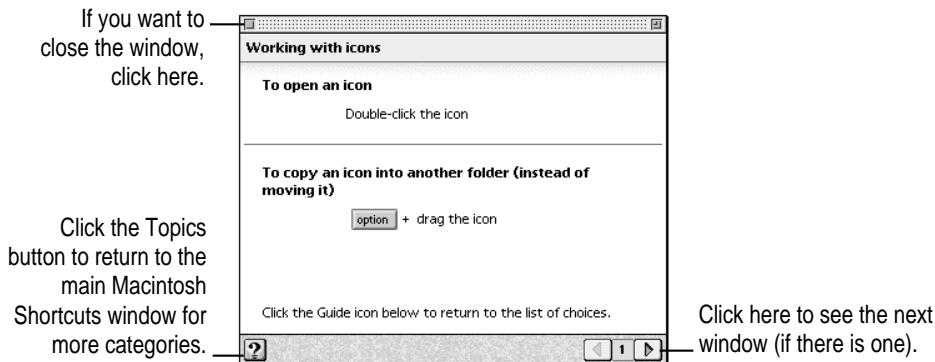 If you want to
close the window,
click here.
Working with icons
To open an icon
Double-click the icon
To copy an icon into another folder (instead of
moving it)
option + drag the icon
Click the Topics
button to return to the
main Macintosh
Shortcuts window for
more categories.
Click the Guide icon below to return to the list of choices.
?
1
Click here to see the next
window (if there is one).